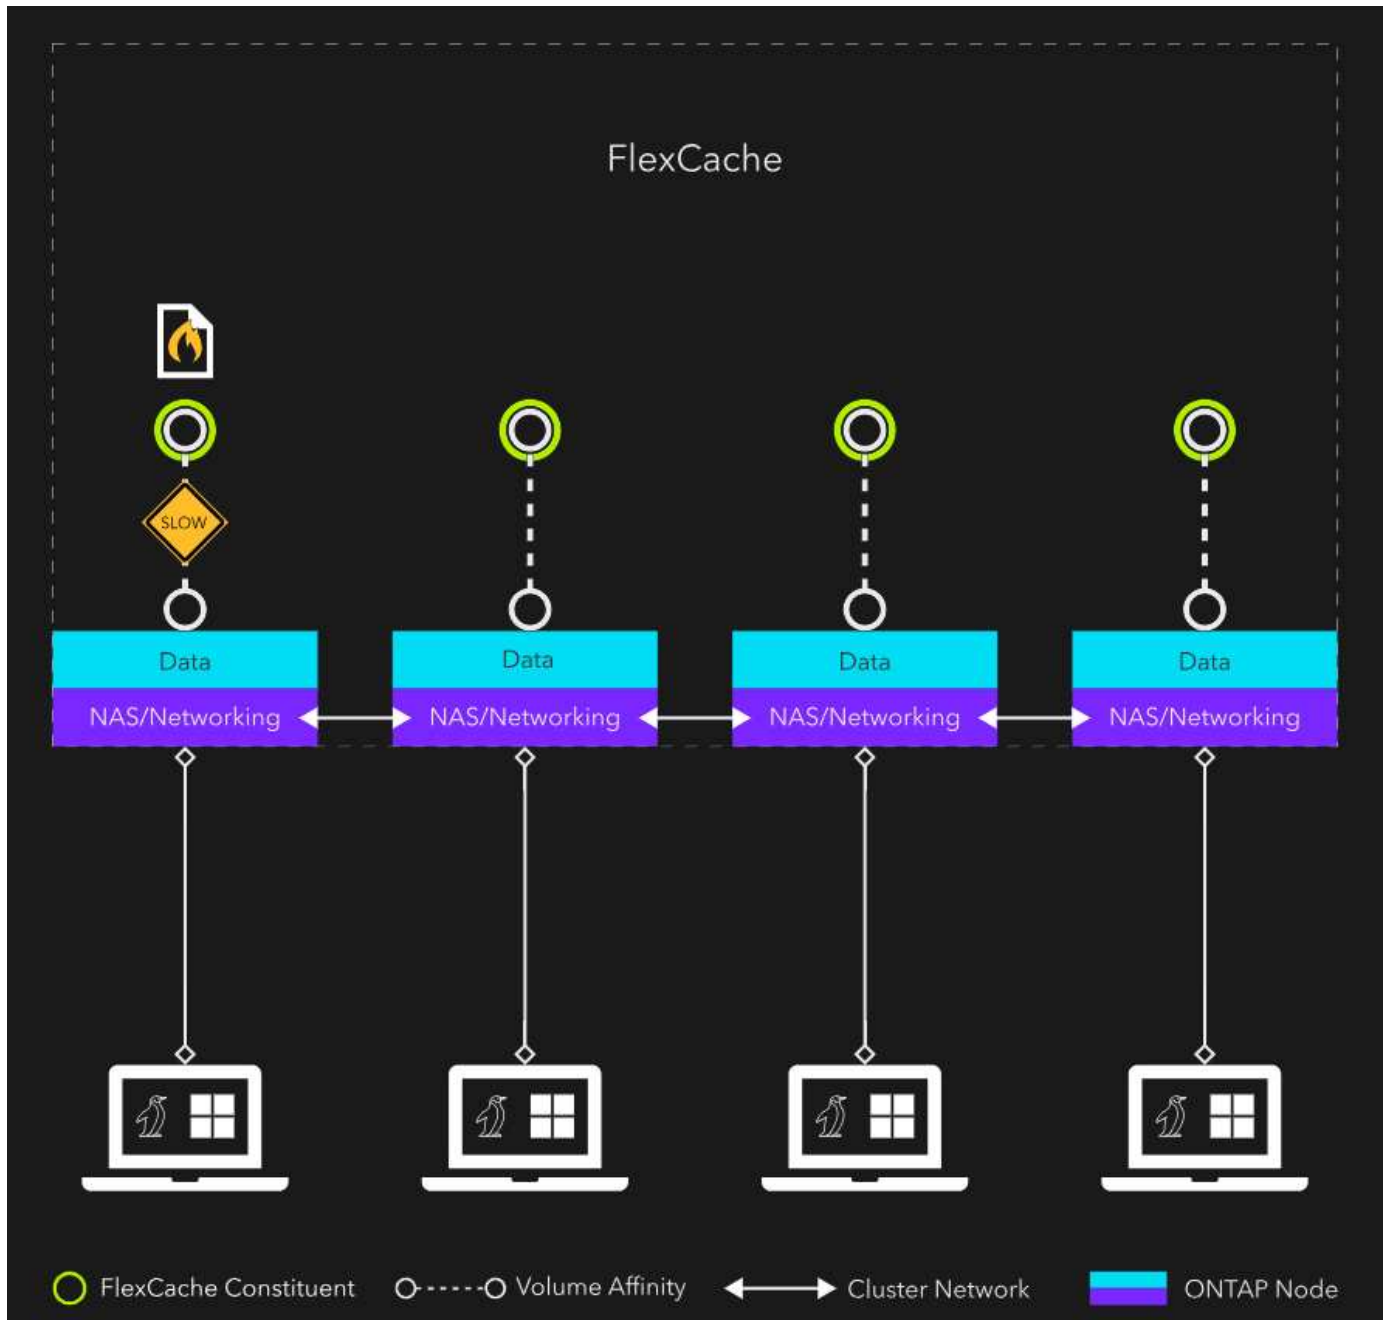 FlexCache
SLOW
Data
Data
Data
Data
NAS/Networking
NAS/Networking
NAS/Networking
NAS/Networking
FlexCache Constituent
Volume Affinity
Cluster Network
ONTAP Node